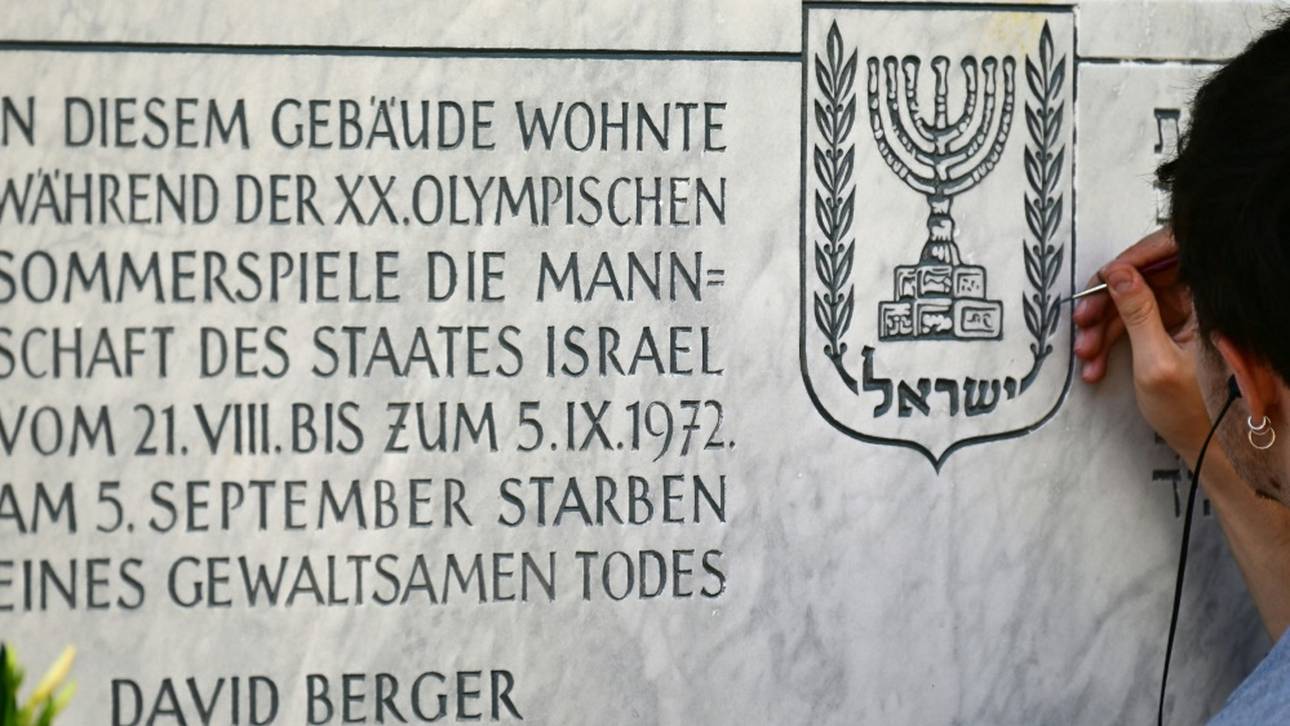 N DIESEM GEBÄUDE WOHNTE
WÄHREND DER XX. OLYMPISCHEN
SOMMERSPIELE DIE MANN=
SCHAFT DES STAATES ISRAEL
VOM 21. VIII. BIS ZUM 5. IX. 1972.
AM 5. SEPTEMBER STARBEN
EINES GEWALTSAMEN TODES
DAVID BERGER
ישראל